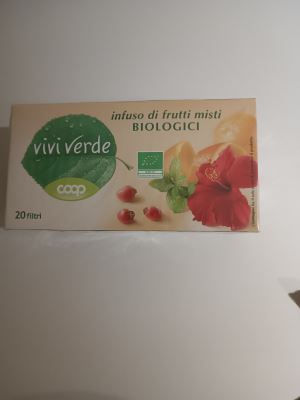 infuso di frutti misti
BIOLOGICI
vivi verde
coop
20 filtri